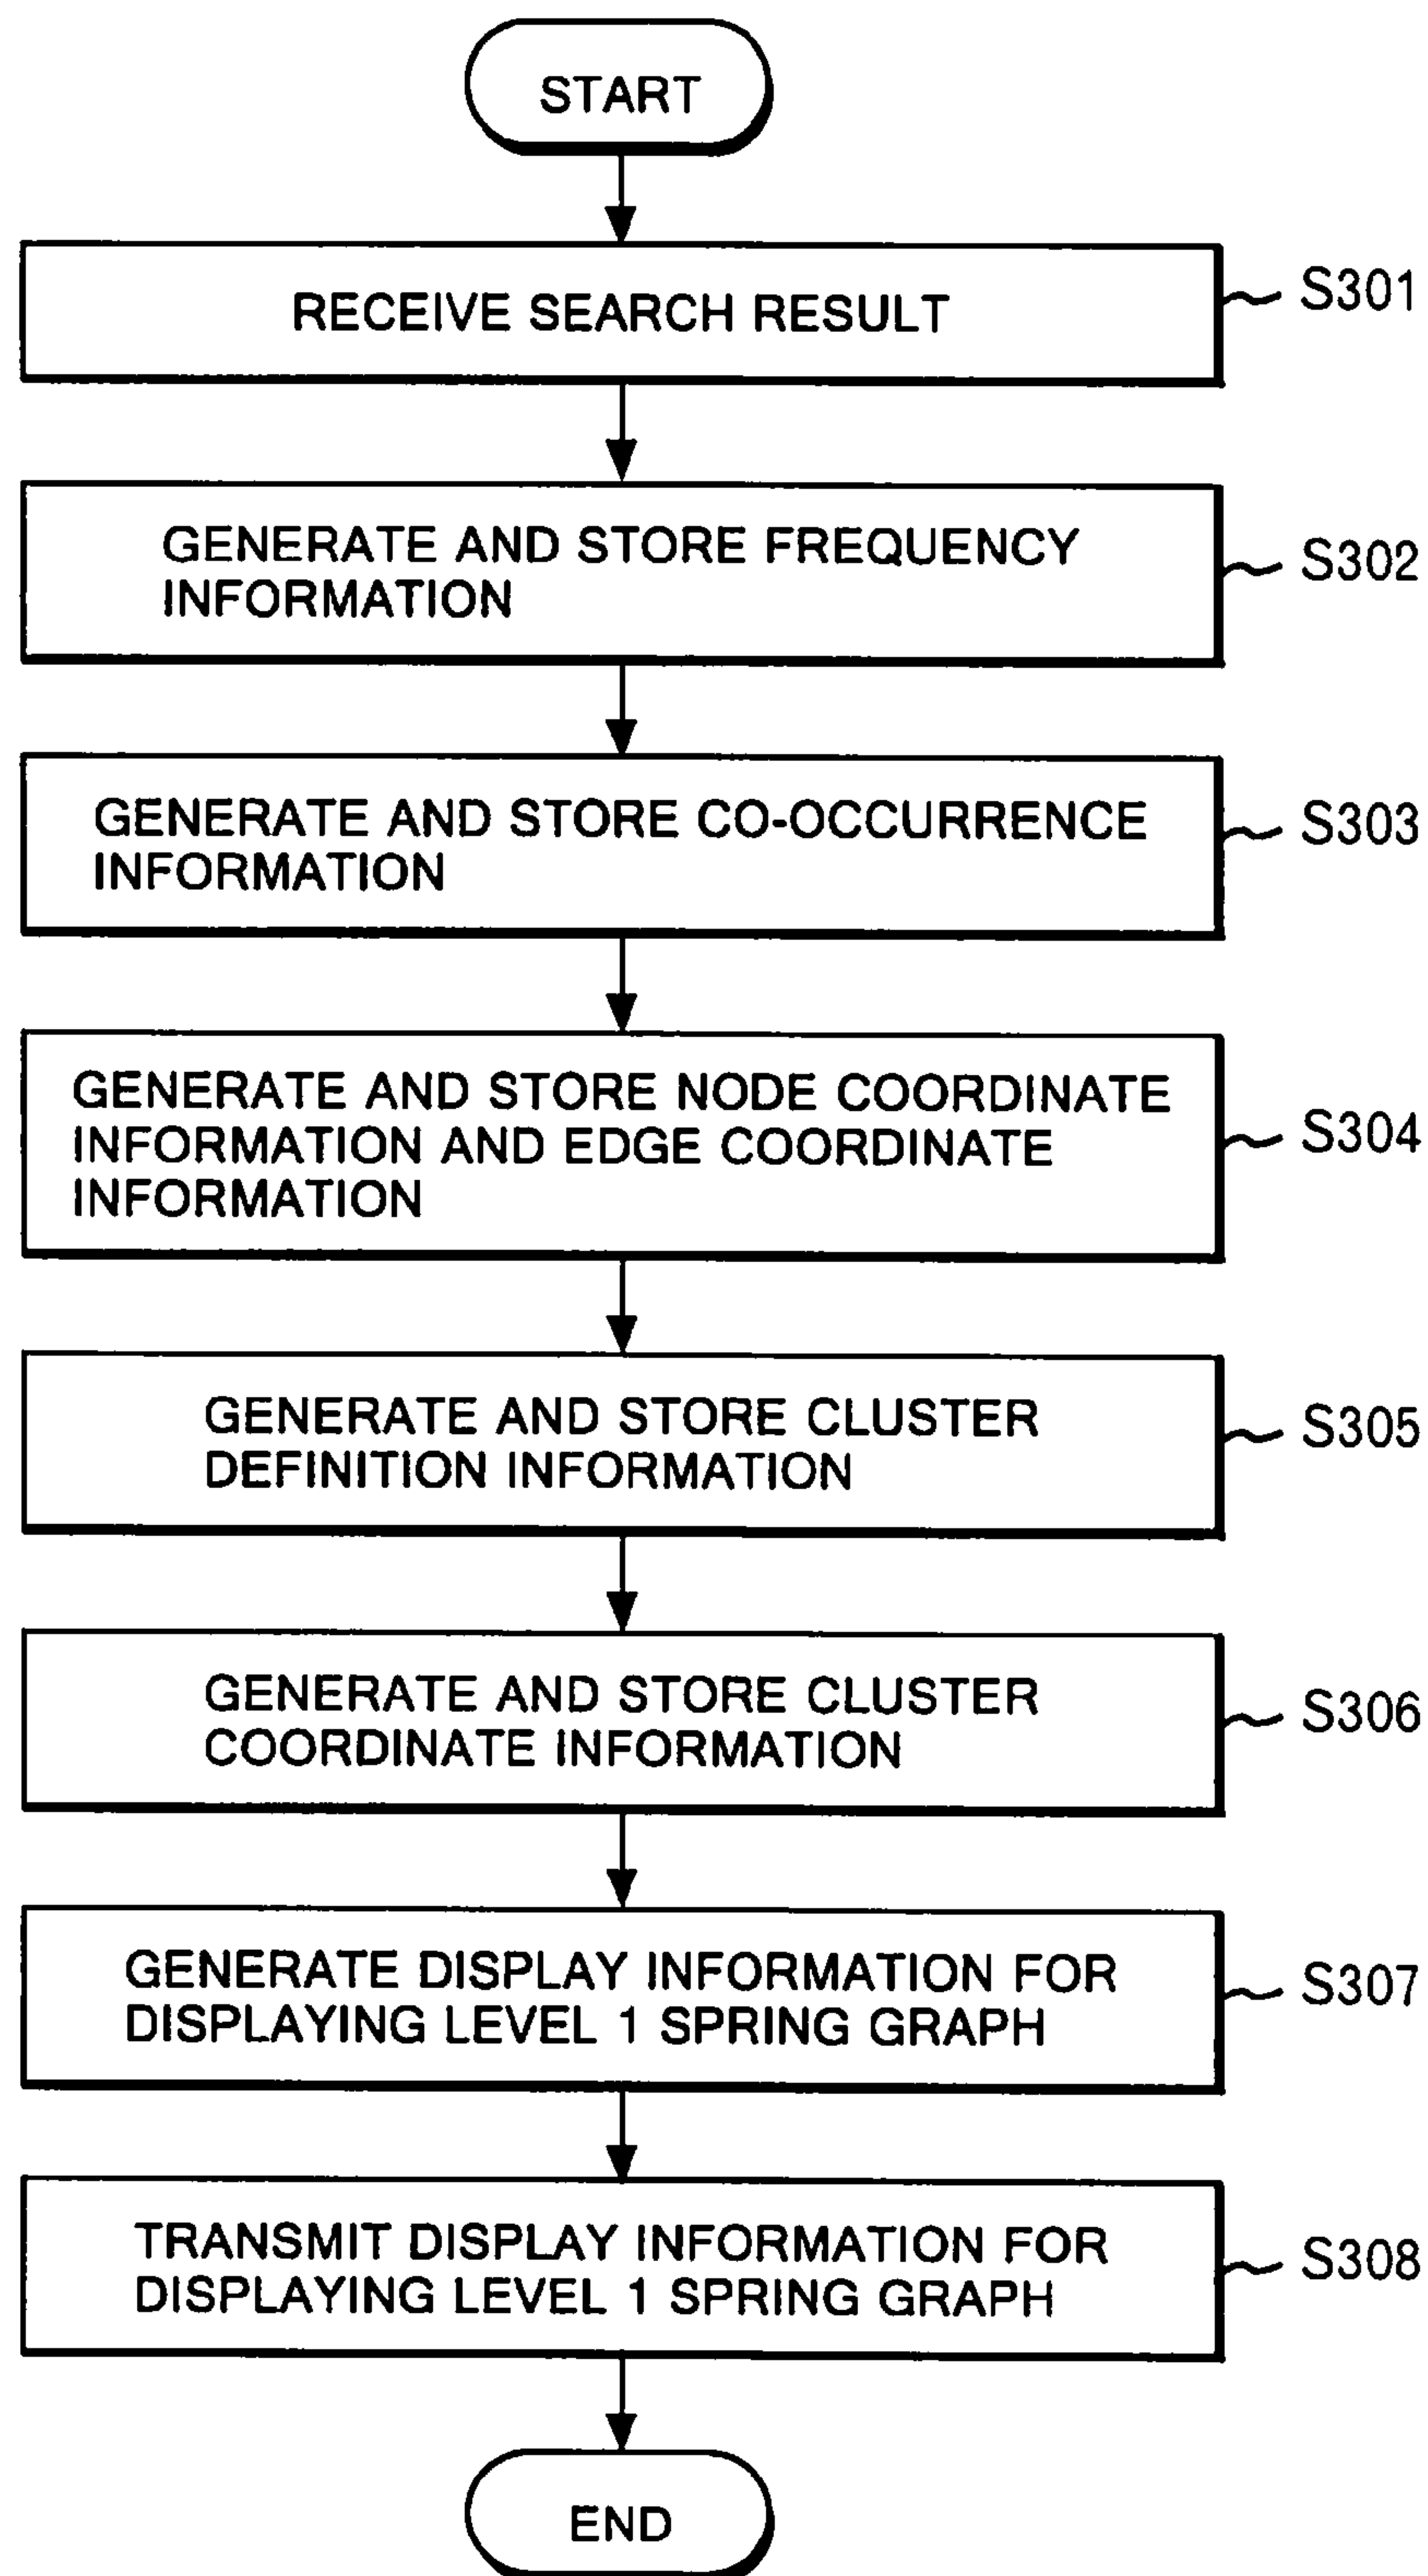 START
RECEIVE SEARCH RESULT
S301
GENERATE AND STORE FREQUENCY
INFORMATION
S302
GENERATE AND STORE CO-OCCURRENCE
INFORMATION
S303
GENERATE AND STORE NODE COORDINATE
INFORMATION AND EDGE COORDINATE
INFORMATION
S304
GENERATE AND STORE CLUSTER
DEFINITION INFORMATION
S305
GENERATE AND STORE CLUSTER
COORDINATE INFORMATION
S306
GENERATE DISPLAY INFORMATION FOR
DISPLAYING LEVEL 1 SPRING GRAPH
S307
TRANSMIT DISPLAY INFORMATION FOR
DISPLAYING LEVEL 1 SPRING GRAPH
S308
END